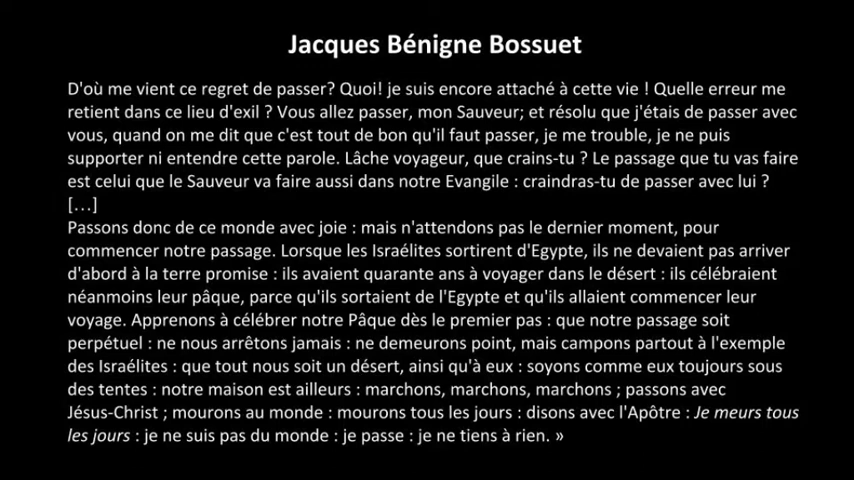 Jacques Bénigne Bossuet
D'où me vient ce regret de passer? Quoi! je suis encore attaché à cette vie ! Quelle erreur me
retient dans ce lieu d'exil ? Vous allez passer, mon Sauveur; et résolu que j'étais de passer avec
vous, quand on me dit que c'est tout de bon qu'il faut passer, je me trouble, je ne puis
supporter ni entendre cette parole. Lâche voyageur, que crains-tu ? Le passage que tu vas faire
est celui que le Sauveur va faire aussi dans notre Evangile : craindras-tu de passer avec lui ?
[…]
Passons donc de ce monde avec joie : mais n'attendons pas le dernier moment, pour
commencer notre passage. Lorsque les Israélites sortirent d'Egypte, ils ne devaient pas arriver
d'abord à la terre promise : ils avaient quarante ans à voyager dans le désert : ils célébraient
néanmoins leur pâque, parce qu'ils sortaient de l'Egypte et qu'ils allaient commencer leur
voyage. Apprenons à célébrer notre Pâque dès le premier pas : que notre passage soit
perpétuel : ne nous arrêtons jamais : ne demeurons point, mais campons partout à l'exemple
des Israélites : que tout nous soit un désert, ainsi qu'à eux : soyons comme eux toujours sous
des tentes : notre maison est ailleurs : marchons, marchons, marchons ; passons avec
Jésus-Christ ; mourons au monde : mourons tous les jours : disons avec l'Apôtre : Je meurs tous
les jours : je ne suis pas du monde : je passe : je ne tiens à rien. »